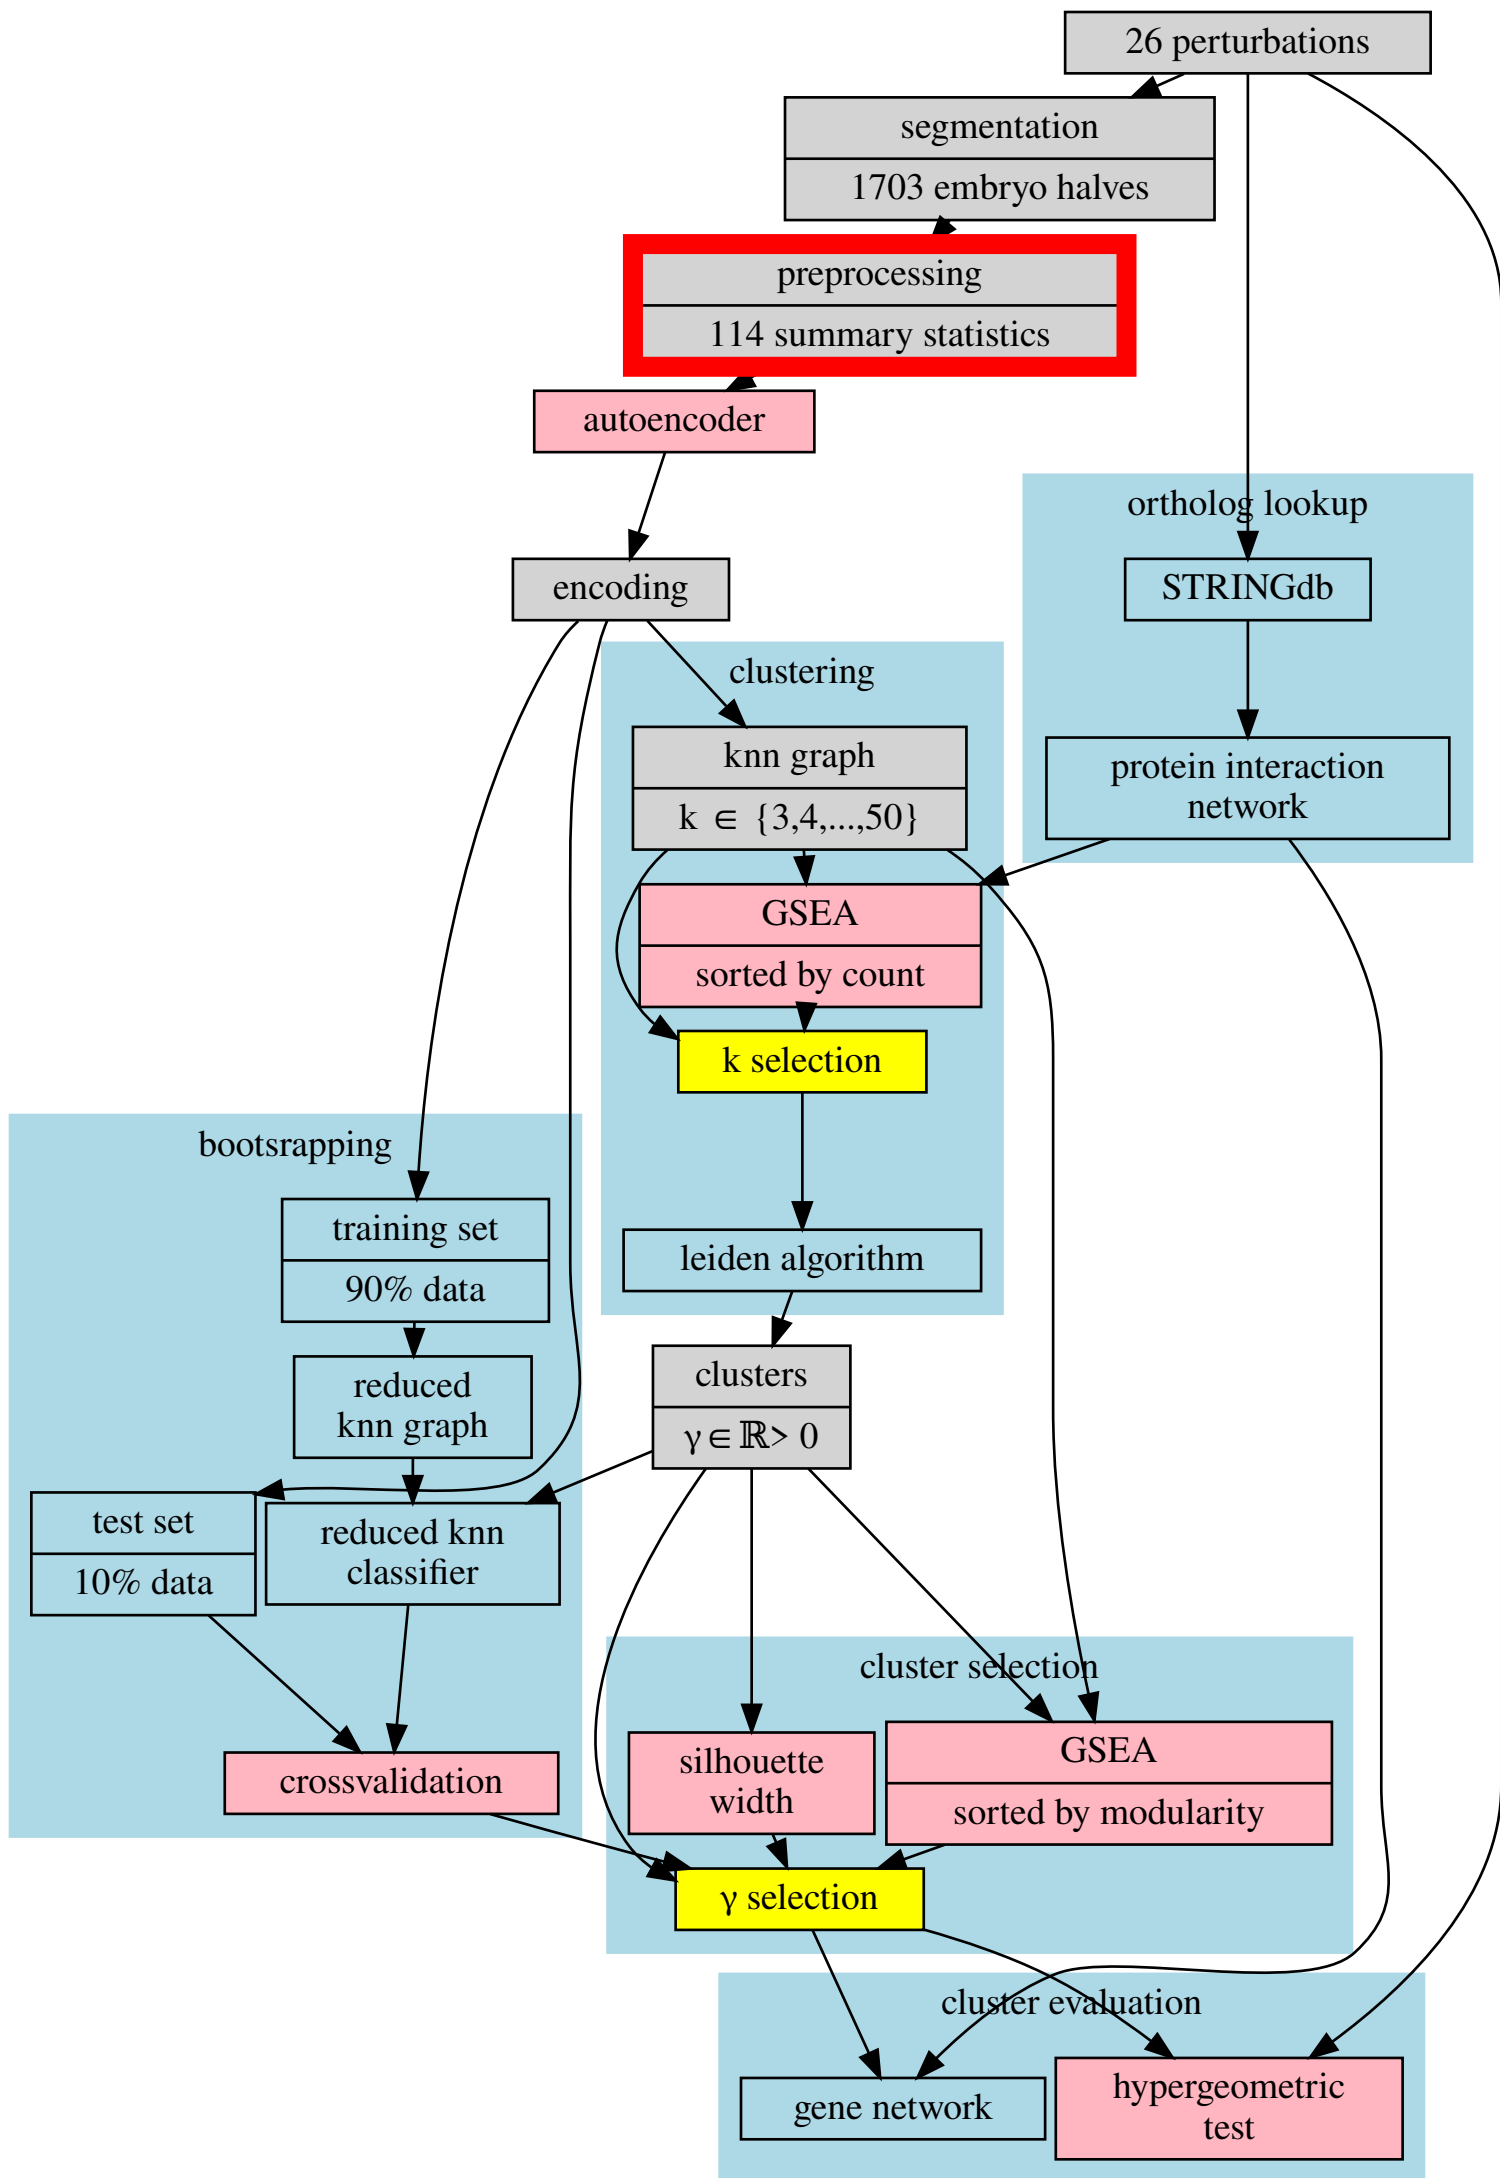 26 perturbations
segmentation
1703 embryo halves
preprocessing
114 summary statistics
autoencoder
ortholog lookup
encoding
STRINGdb
clustering
knn graph
k ∈ {3,4,...,50}
protein interaction
network
GSEA
sorted by count
k selection
bootsrapping
training set
90% data
leiden algorithm
reduced
knn graph
clusters
γ∈ℝ> 0
test set
10% data
reduced knn
classifier
cluster selection
crossvalidation
silhouette
width
GSEA
sorted by modularity
γ selection
cluster evaluation
gene network
hypergeometric
test